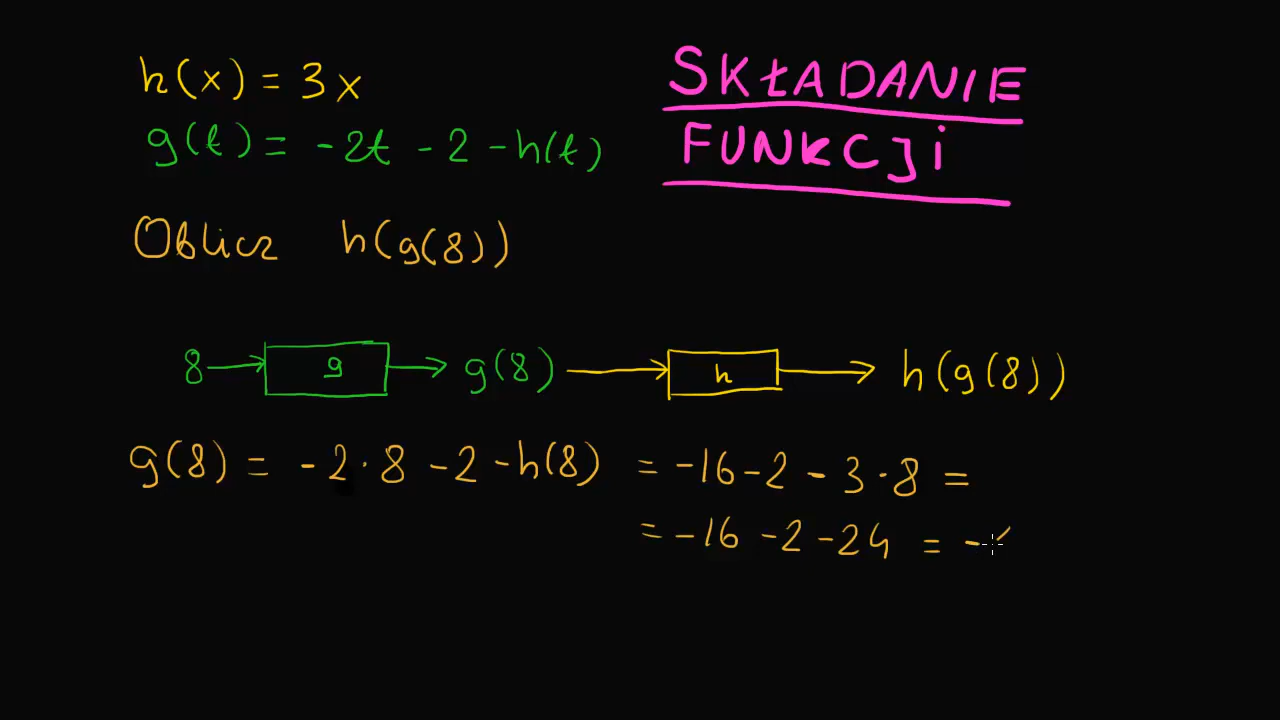 h(x) = 3x
g(t) = -2t - 2 - h(t)
SKŁADANIE
FUNKCJI
Oblicz h(g(8))
8 g g(8) h h(g(8))
g(8) = -2·8 - 2 - h(8) = -16 - 2 - 3·8 =
= -16 - 2 - 24 = -